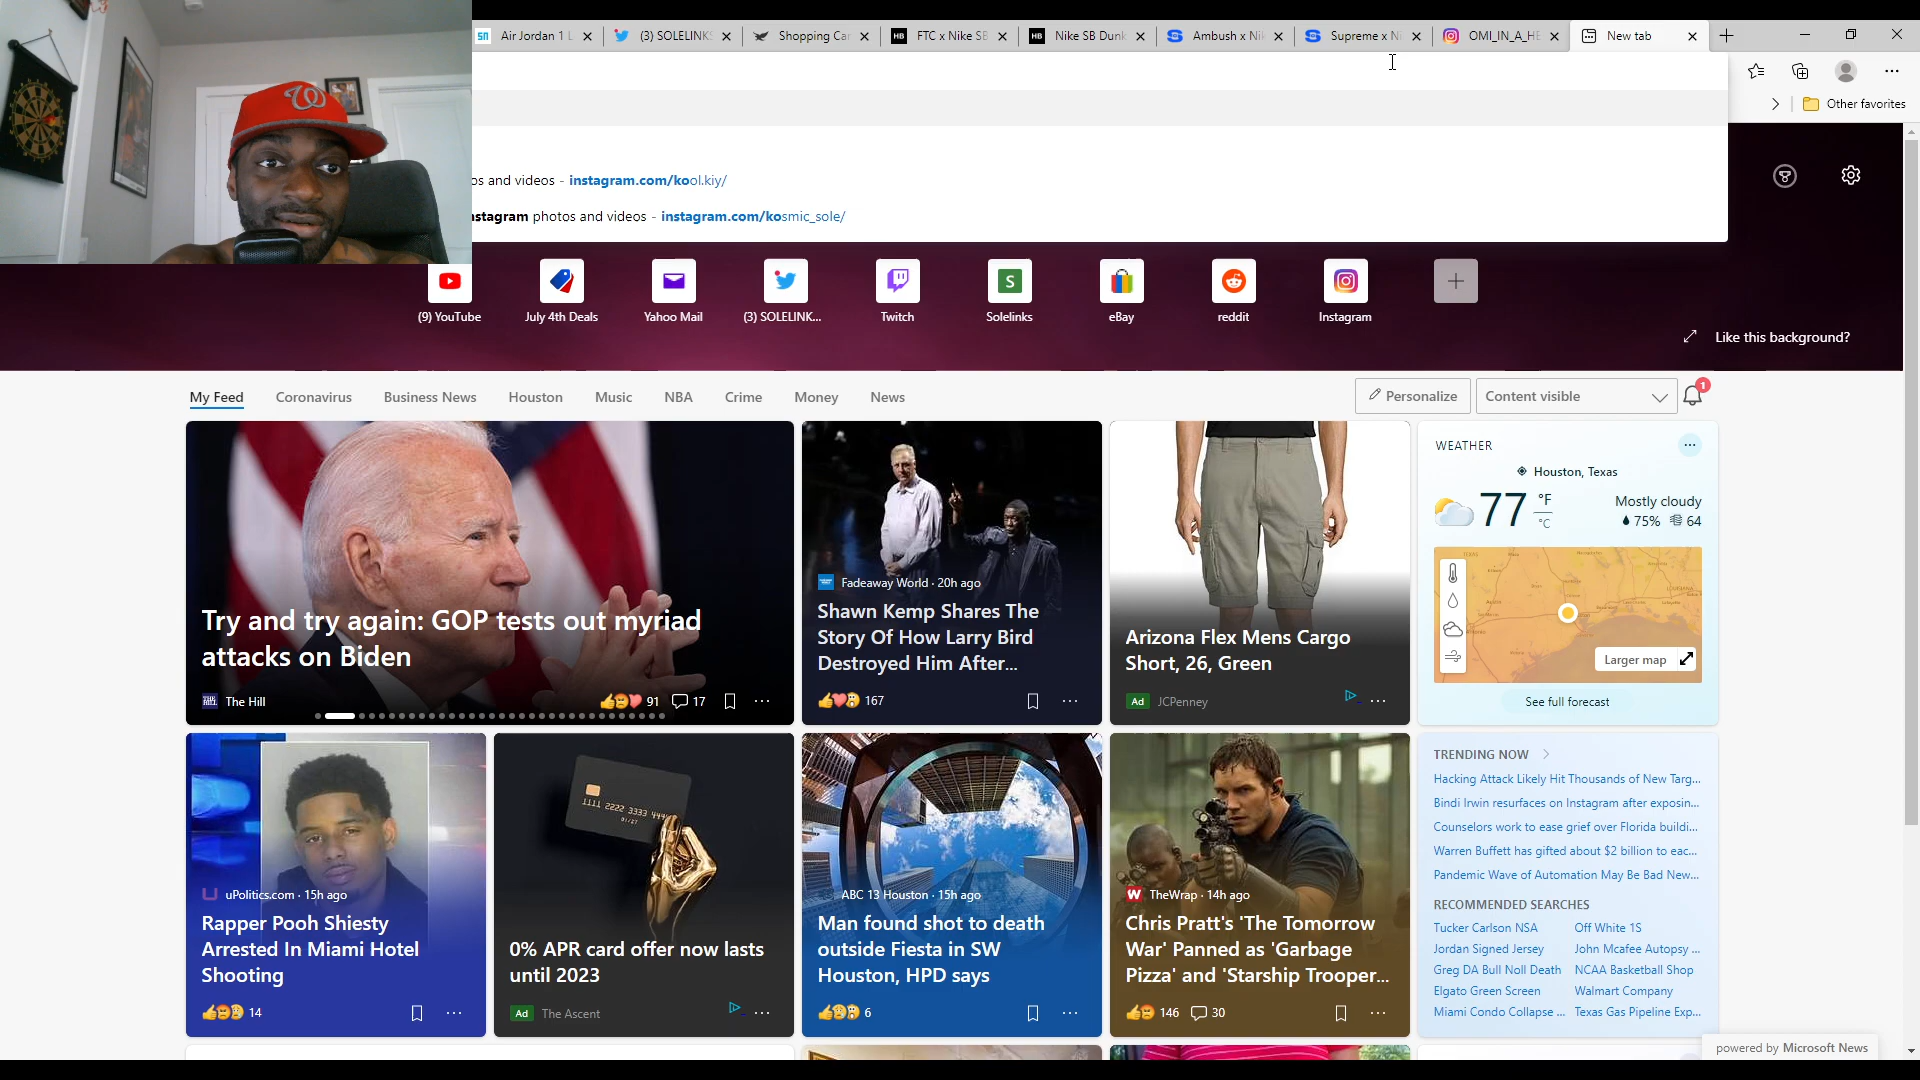 Air Jordan 1 L
(3) SOLELINKS
Shopping Car
FTC x Nike SB
Nike SB Dunk
Ambush x Nik
Supreme x Ni
OMI_IN_A_HE
New tab
Other favorites
os and videos - instagram.com/kool.kiy/
nstagram photos and videos - instagram.com/kosmic_sole/
(9) YouTube
July 4th Deals
Yahoo Mail
(3) SOLELINK...
Twitch
S
Solelinks
eBay
reddit
Instagram
Like this background?
My Feed
Coronavirus
Business News
Houston
Music
NBA
Crime
Money
News
Personalize
Content visible
1
Try and try again: GOP tests out myriad
attacks on Biden
The Hill
91
17
Fadeaway World · 20h ago
Shawn Kemp Shares The
Story Of How Larry Bird
Destroyed Him After...
167
Arizona Flex Mens Cargo
Short, 26, Green
Ad JCPenney
WEATHER
Houston, Texas
77 °F
°C
Mostly cloudy
75% 64
Larger map
See full forecast
uPolitics.com · 15h ago
Rapper Pooh Shiesty
Arrested In Miami Hotel
Shooting
14
1111 2222 3333 444
01/27
0% APR card offer now lasts
until 2023
Ad The Ascent
ABC 13 Houston · 15h ago
Man found shot to death
outside Fiesta in SW
Houston, HPD says
6
W TheWrap · 14h ago
Chris Pratt's 'The Tomorrow
War' Panned as 'Garbage
Pizza' and 'Starship Trooper...
146
30
TRENDING NOW
Hacking Attack Likely Hit Thousands of New Targ...
Bindi Irwin resurfaces on Instagram after exposin...
Counselors work to ease grief over Florida buildi...
Warren Buffett has gifted about $2 billion to eac...
Pandemic Wave of Automation May Be Bad New...
RECOMMENDED SEARCHES
Tucker Carlson NSA
Off White 1S
Jordan Signed Jersey
John Mcafee Autopsy ...
Greg DA Bull Noll Death
NCAA Basketball Shop
Elgato Green Screen
Walmart Company
Miami Condo Collapse ...
Texas Gas Pipeline Exp...
powered by Microsoft News